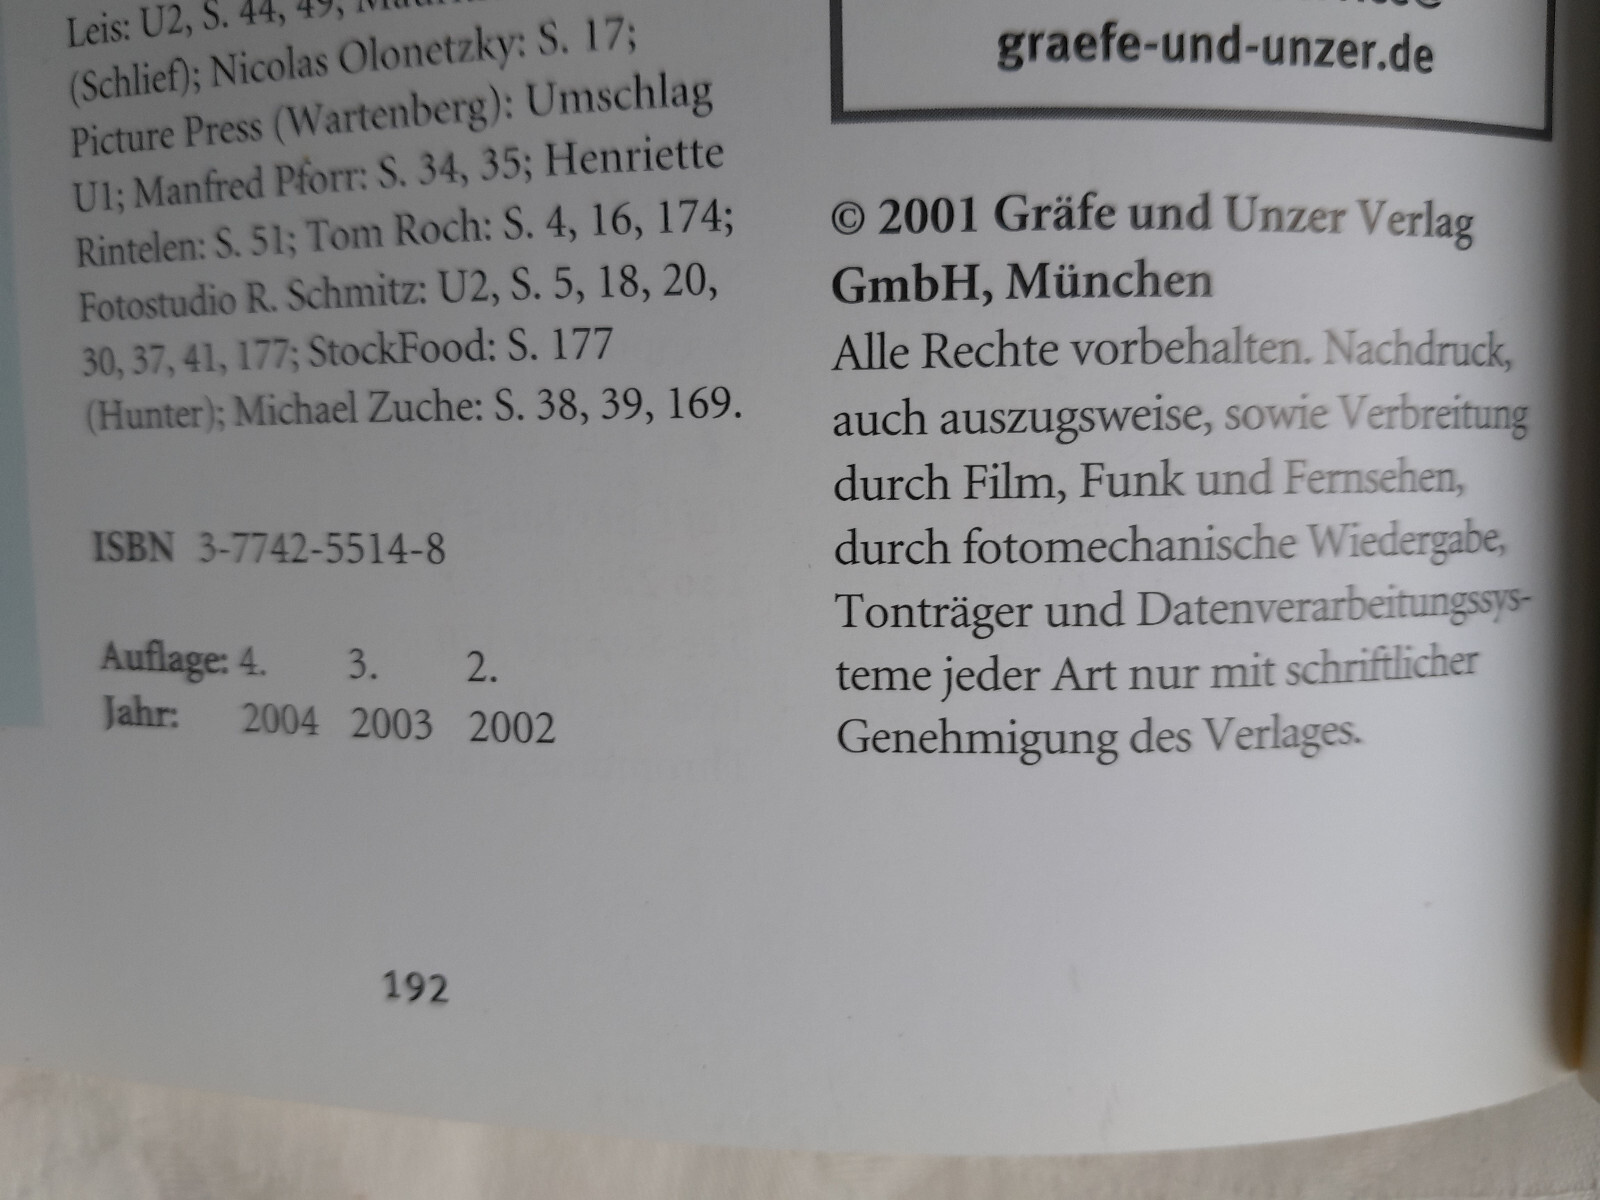 Leis: U2, S. 44, 49;
(Schlief); Nicolas Olonetzky: S. 17;
Picture Press (Wartenberg): Umschlag
U1; Manfred Pforr: S. 34, 35; Henriette
Rintelen: S. 51; Tom Roch: S. 4, 16, 174;
Fotostudio R. Schmitz: U2, S. 5, 18, 20,
30, 37, 41, 177; StockFood: S. 177
(Hunter); Michael Zuche: S. 38, 39, 169.
ISBN 3-7742-5514-8
Auflage: 4. 3. 2.
Jahr: 2004 2003 2002
192
graefe-und-unzer.de
© 2001 Gräfe und Unzer Verlag
GmbH, München
Alle Rechte vorbehalten. Nachdruck,
auch auszugsweise, sowie Verbreitung
durch Film, Funk und Fernsehen,
durch fotomechanische Wiedergabe,
Tonträger und Datenverarbeitungssys-
teme jeder Art nur mit schriftlicher
Genehmigung des Verlages.